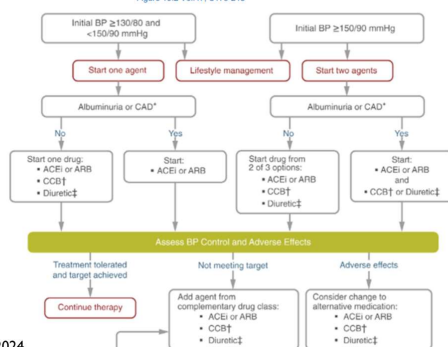 Initial BP ≥130/80 and
<150/90 mmHg
Initial BP ≥150/90 mmHg
Start one agent
Lifestyle management
Start two agents
Albuminuria or CAD*
Albuminuria or CAD*
No
Yes
No
Yes
Start one drug:
▪ ACEi or ARB
▪ CCB†
▪ Diuretic‡
Start:
▪ ACEi or ARB
Start drug from
2 of 3 options:
▪ ACEi or ARB
▪ CCB†
▪ Diuretic‡
Start:
▪ ACEi or ARB
and
▪ CCB† or Diuretic‡
Assess BP Control and Adverse Effects
Treatment tolerated
and target achieved
Not meeting target
Adverse effects
Continue therapy
Add agent from
complementary drug class:
▪ ACEi or ARB
▪ CCB†
▪ Diuretic‡
Consider change to
alternative medication:
▪ ACEi or ARB
▪ CCB†
▪ Diuretic‡
2024